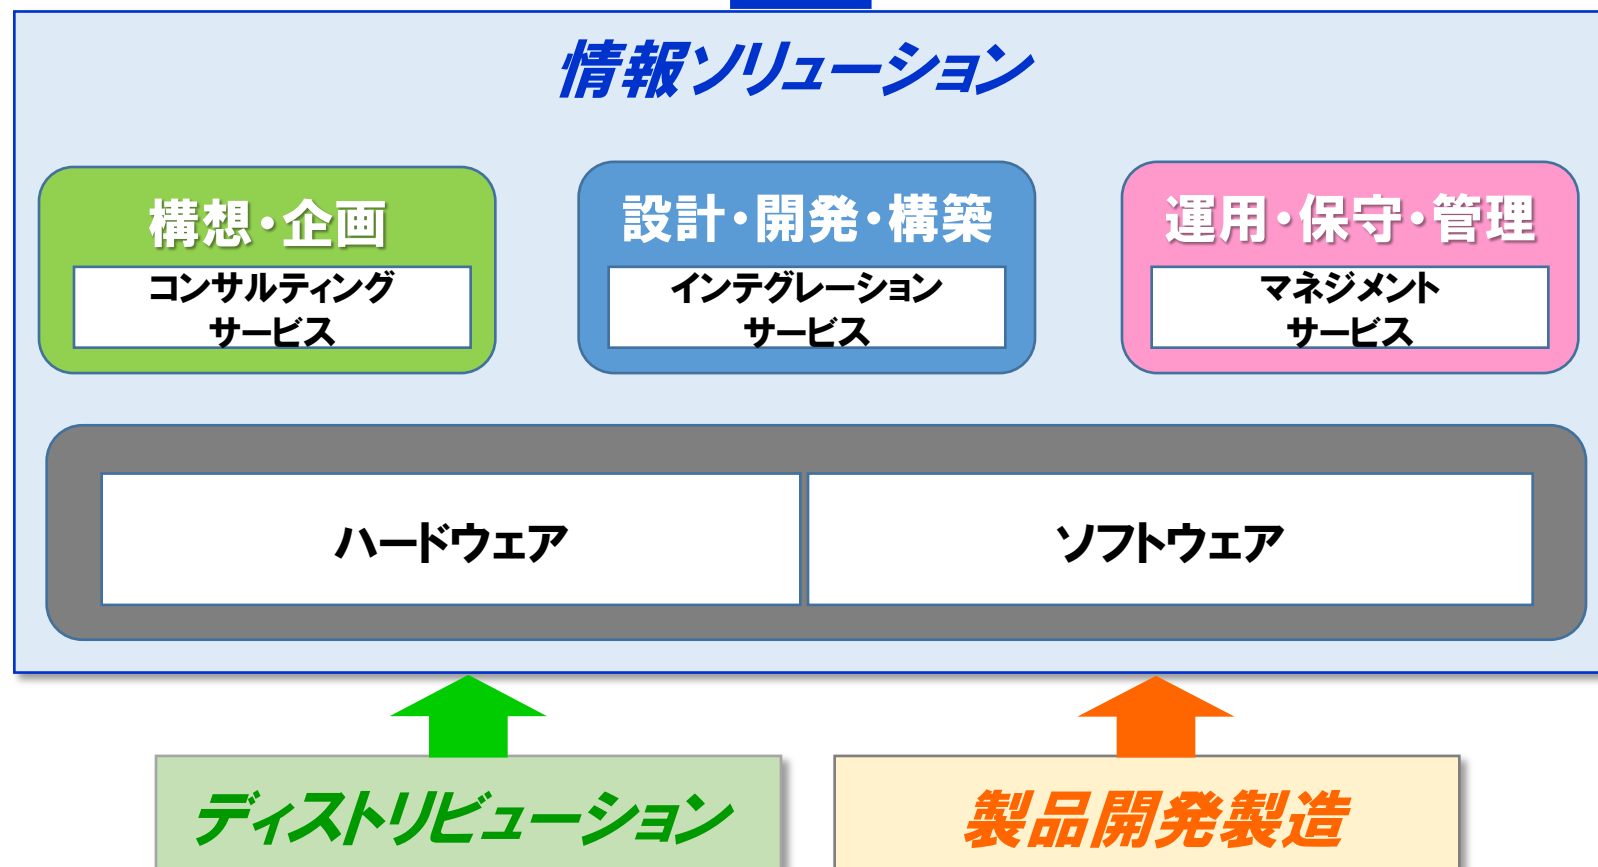 情報ソリューション
構想・企画
コンサルティング
サービス
設計・開発・構築
インテグレーション
サービス
運用・保守・管理
マネジメント
サービス
ハードウェア
ソフトウェア
ディストリビューション
製品開発製造